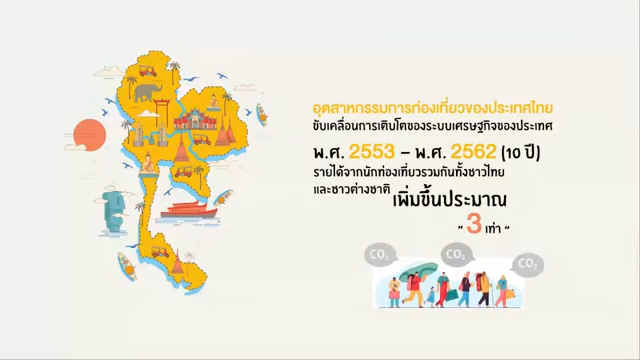 อุตสาหกรรมการท่องเที่ยวของประเทศไทย
ขับเคลื่อนการเติบโตของระบบเศรษฐกิจของประเทศ
พ.ศ. 2553 – พ.ศ. 2562 (10 ปี)
รายได้จากนักท่องเที่ยวรวมกันทั้งชาวไทย
และชาวต่างชาติ เพิ่มขึ้นประมาณ
" 3 เท่า "
CO2 CO2 CO2